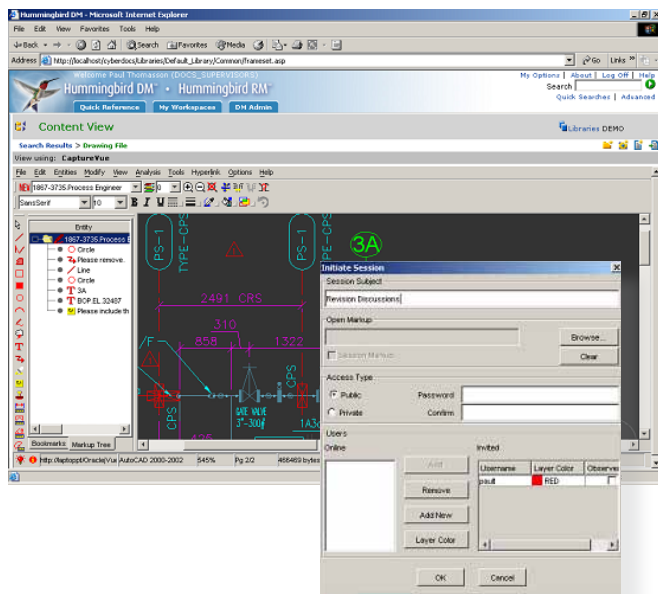 Hummingbird DM - Microsoft Internet Explorer
File Edit View Favorites Tools Help
Back Search Favorites Media
Address http://localhost/cyberdocs/Libraries/Default_Library/Common/frameset.asp Go Links
Welcome Paul Thomasson (DOCS_SUPERVISORS)
My Options | About | Log Off | Help
Hummingbird DM™ · Hummingbird RM™
Search
Quick Searches | Advanced
Quick Reference My Workspaces DM Admin
Content View
Libraries DEMO
Search Results > Drawing File
View using: CaptureVue
File Edit Entities Modify View Analysis Tools Hyperlink Options Help
1867-3735.Process Engineer 0
SansSerif 10 B I U
Entity
1867-3735.Process E
Circle
Please remove.
Line
Circle
3A
BOP.EL 32487
Please include th
Bookmarks Markup Tree
PS-1
TYPE-CPS
PS-1
TYPE-CPS
3A
2491 CRS
310
858
1322
CPS
CPS
GATE VALVE
3"-300#
Initiate Session
Session Subject
Revision Discussions
Open Markup
Browse...
Session Markup
Clear
Access Type
Public Password
Private Confirm
Users
Online Invited
Add
Remove
Add New
Layer Color
Username Layer Color Observer
pault RED
OK Cancel
AutoCAD 2000-2002 545% Pg 2/2 466469 bytes